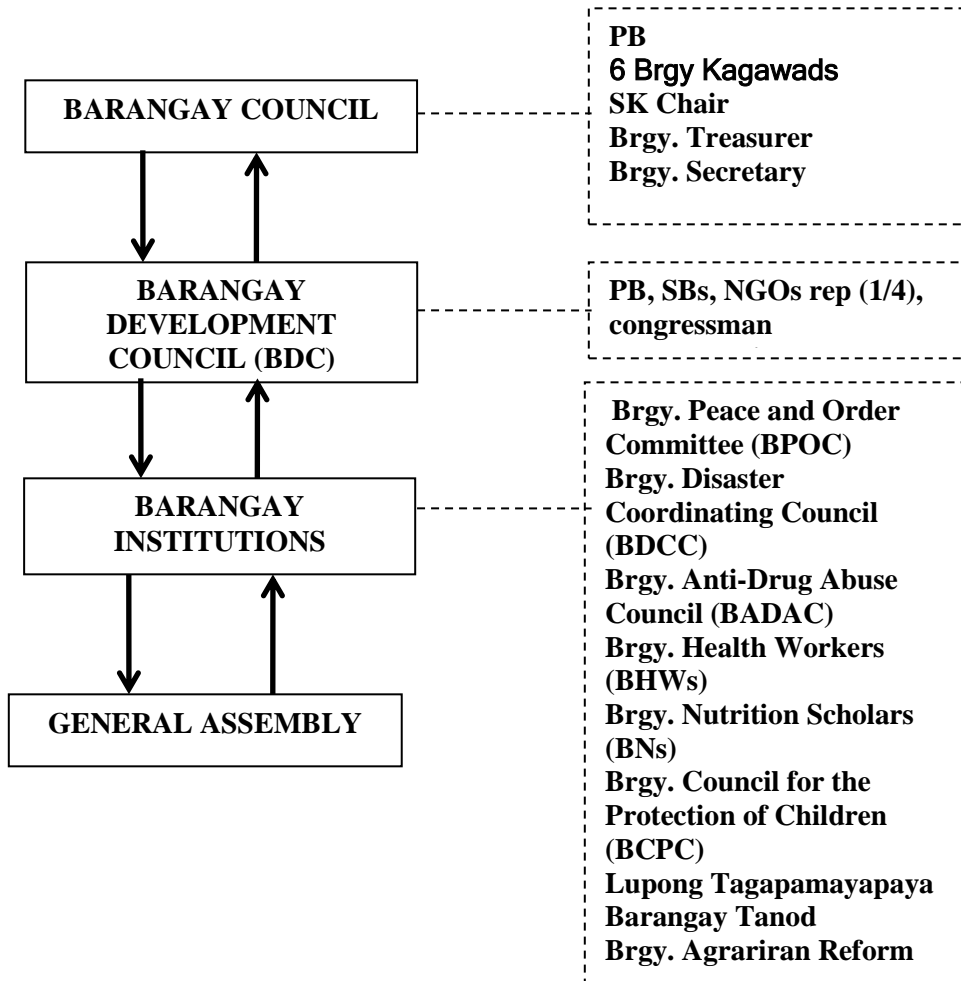 BARANGAY COUNCIL
PB
6 Brgy Kagawads
SK Chair
Brgy. Treasurer
Brgy. Secretary
BARANGAY
DEVELOPMENT
COUNCIL (BDC)
PB, SBs, NGOs rep (1/4),
congressman
BARANGAY
INSTITUTIONS
Brgy. Peace and Order
Committee (BPOC)
Brgy. Disaster
Coordinating Council
(BDCC)
Brgy. Anti-Drug Abuse
Council (BADAC)
Brgy. Health Workers
(BHWs)
Brgy. Nutrition Scholars
(BNs)
Brgy. Council for the
Protection of Children
(BCPC)
Lupong Tagapamayapaya
Barangay Tanod
Brgy. Agrariran Reform
GENERAL ASSEMBLY